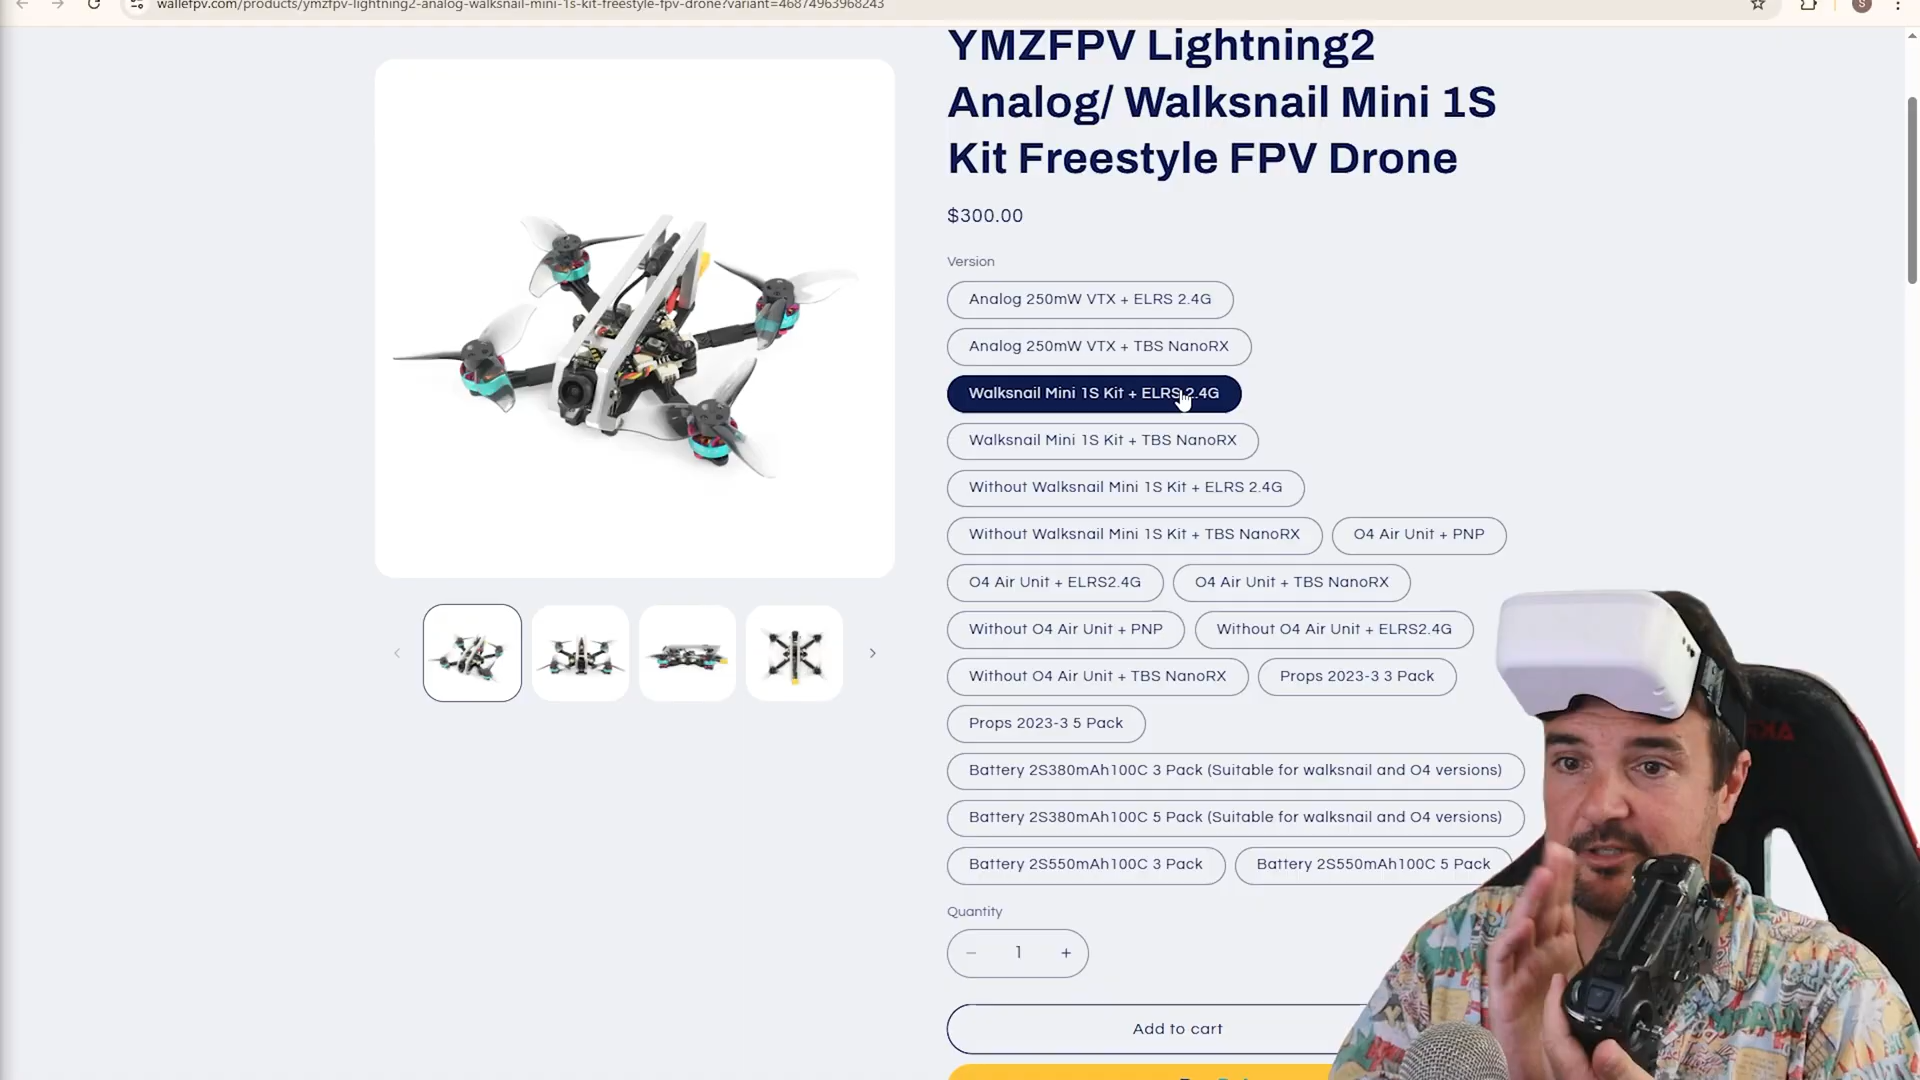 wallefpv.com/products/ymzfpv-lightning2-analog-walksnail-mini-1s-kit-freestyle-fpv-drone?variant=46874963968243
S
YMZFPV Lightning2
Analog/ Walksnail Mini 1S
Kit Freestyle FPV Drone
$300.00
Version
Analog 250mW VTX + ELRS 2.4G
Analog 250mW VTX + TBS NanoRX
Walksnail Mini 1S Kit + ELRS 2.4G
Walksnail Mini 1S Kit + TBS NanoRX
Without Walksnail Mini 1S Kit + ELRS 2.4G
Without Walksnail Mini 1S Kit + TBS NanoRX
O4 Air Unit + PNP
O4 Air Unit + ELRS2.4G
O4 Air Unit + TBS NanoRX
Without O4 Air Unit + PNP
Without O4 Air Unit + ELRS2.4G
Without O4 Air Unit + TBS NanoRX
Props 2023-3 3 Pack
Props 2023-3 5 Pack
Battery 2S380mAh100C 3 Pack (Suitable for walksnail and O4 versions)
Battery 2S380mAh100C 5 Pack (Suitable for walksnail and O4 versions)
Battery 2S550mAh100C 3 Pack
Battery 2S550mAh100C 5 Pack
Quantity
1
Add to cart